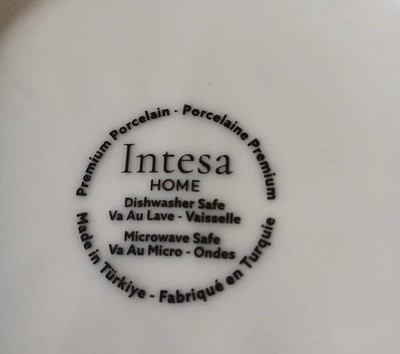 Premium Porcelain - Porcelaine Premium
Intesa
HOME
Dishwasher Safe
Va Au Lave - Vaisselle
Microwave Safe
Va Au Micro - Ondes
Made in Türkiye - Fabriqué en Turquie